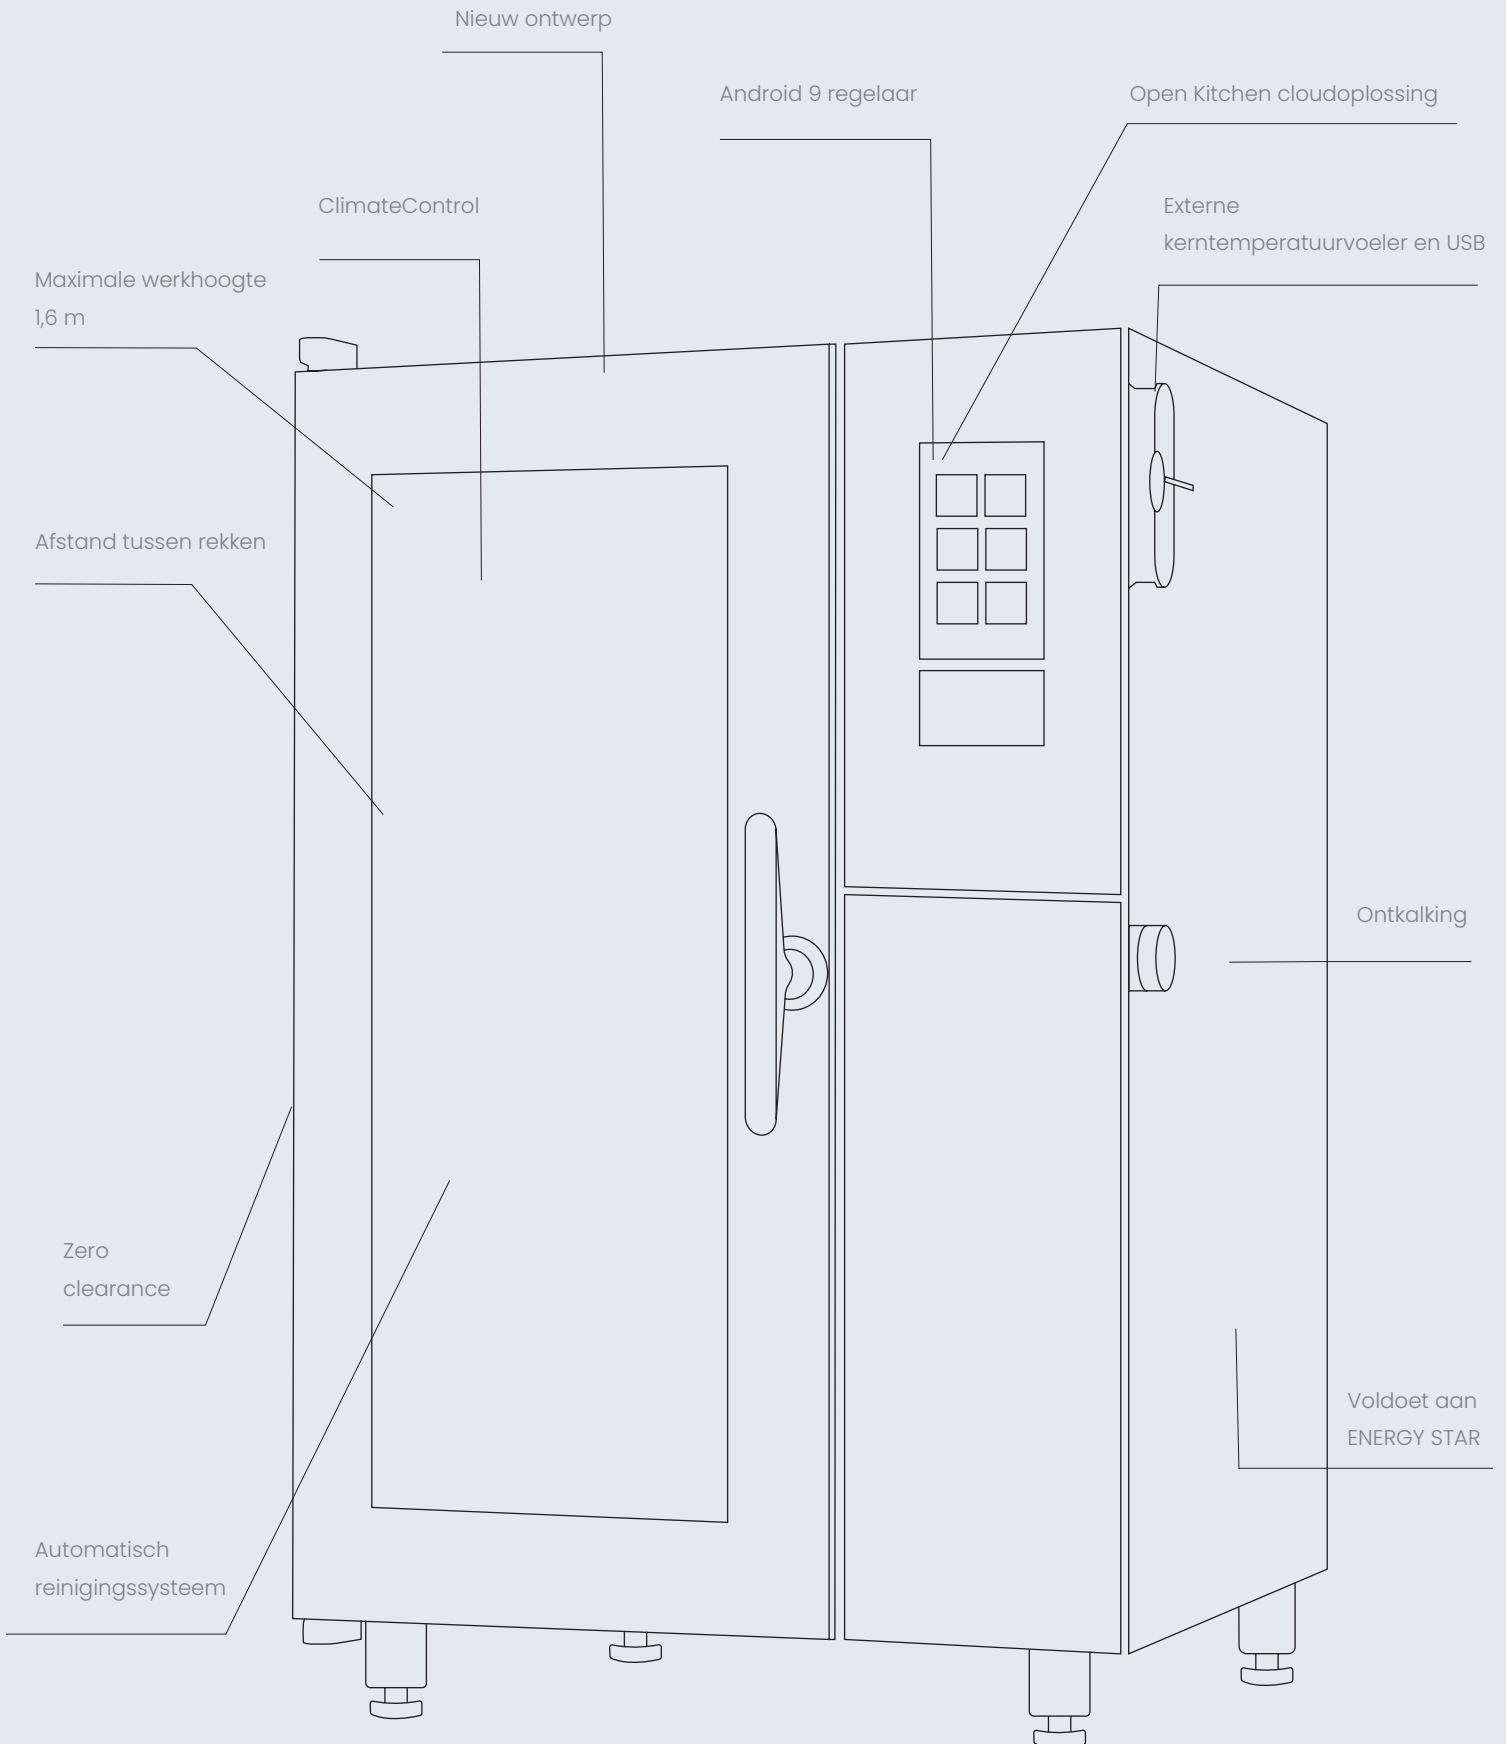 Nieuw ontwerp
Android 9 regelaar
Open Kitchen cloudoplossing
ClimateControl
Externe
kerntemperatuurvoeler en USB
Maximale werkhoogte
1,6 m
Afstand tussen rekken
Ontkalking
Zero
clearance
Voldoet aan
ENERGY STAR
Automatisch
reinigingssysteem